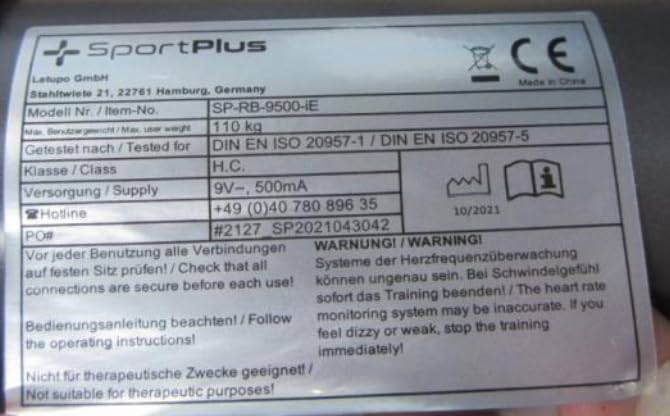 SportPlus
CE
Latupo GmbH
Made in China
Stahltwiete 21, 22761 Hamburg, Germany
Modell Nr. / Item-No. SP-RB-9500-iE
Max. Benutzergewicht / Max. user weight 110 kg
Getestet nach / Tested for DIN EN ISO 20957-1 / DIN EN ISO 20957-5
Klasse / Class H.C.
Versorgung / Supply 9V⎓, 500mA
☎Hotline +49 (0)40 780 896 35
PO# #2127_SP2021043042
10/2021
Vor jeder Benutzung alle Verbindungen
auf festen Sitz prüfen! / Check that all
connections are secure before each use!
Bedienungsanleitung beachten! / Follow
the operating instructions!
Nicht für therapeutische Zwecke geeignet! /
Not suitable for therapeutic purposes!
WARNUNG! / WARNING!
Systeme der Herzfrequenzüberwachung
können ungenau sein. Bei Schwindelgefühl
sofort das Training beenden! / The heart rate
monitoring system may be inaccurate. If you
feel dizzy or weak, stop the training
immediately!